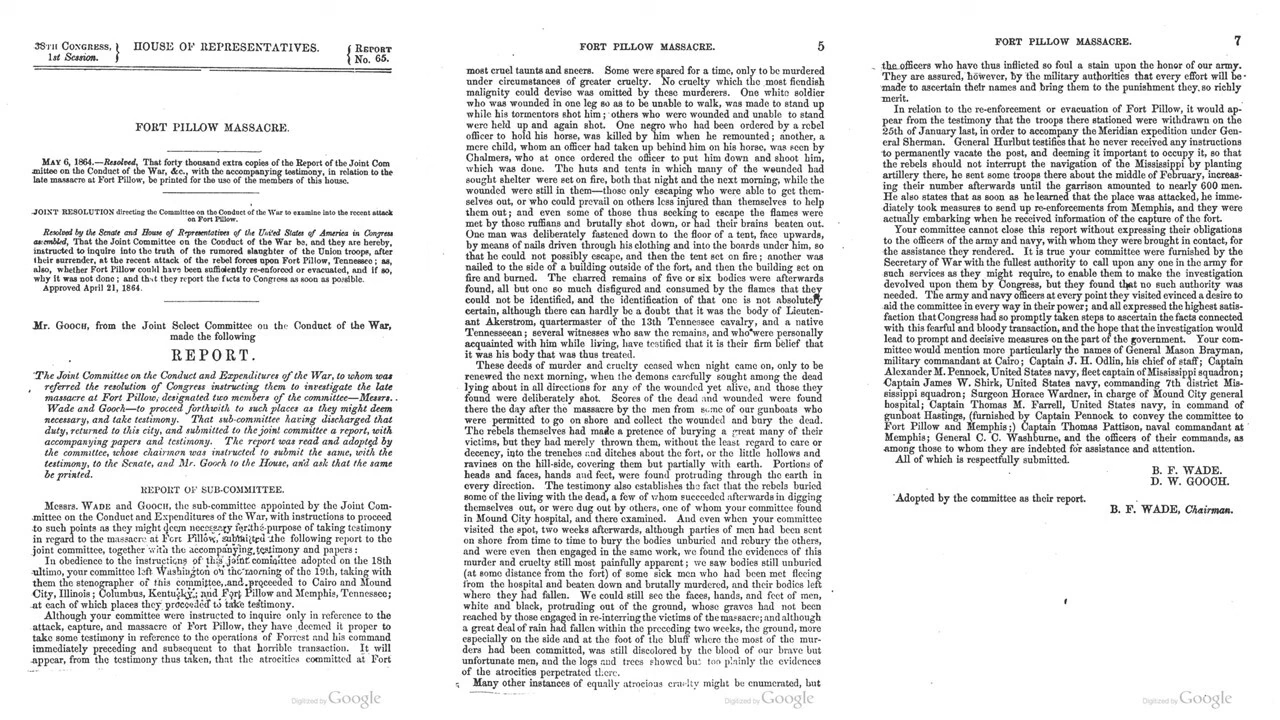 38TH CONGRESS,
1st Session.
HOUSE OF REPRESENTATIVES.
REPORT
No. 65.
FORT PILLOW MASSACRE.
MAY 6, 1864.—Resolved, That forty thousand extra copies of the Report of the Joint Com
mittee on the Conduct of the War, &c., with the accompanying testimony, in relation to the
late massacre at Fort Pillow, be printed for the use of the members of this house.
JOINT RESOLUTION directing the Committee on the Conduct of the War to examine into the recent attack
on Fort Pillow.
Resolved by the Senate and House of Representatives of the United States of America in Congress
assembled, That the Joint Committee on the Conduct of the War be, and they are hereby,
instructed to inquire into the truth of the rumored slaughter of the Union troops, after
their surrender, at the recent attack of the rebel forces upon Fort Pillow, Tennessee; as,
also, whether Fort Pillow could have been sufficiently re-enforced or evacuated, and if so,
why it was not done; and that they report the facts to Congress as soon as possible.
Approved April 21, 1864.
Mr. GOOCH, from the Joint Select Committee on the Conduct of the War,
made the following
REPORT.
The Joint Committee on the Conduct and Expenditures of the War, to whom was
referred the resolution of Congress instructing them to investigate the late
massacre at Fort Pillow, designated two members of the committee—Messrs.
Wade and Gooch—to proceed forthwith to such places as they might deem
necessary, and take testimony. That sub-committee having discharged that
duty, returned to this city, and submitted to the joint committee a report, with
accompanying papers and testimony. The report was read and adopted by
the committee, whose chairman was instructed to submit the same, with the
testimony, to the Senate, and Mr. Gooch to the House, and ask that the same
be printed.
REPORT OF SUB-COMMITTEE.
Messrs. WADE and GOOCH, the sub-committee appointed by the Joint Com-
mittee on the Conduct and Expenditures of the War, with instructions to proceed
to such points as they might deem necessary for the purpose of taking testimony
in regard to the massacre at Fort Pillow, submitted the following report to the
joint committee, together with the accompanying testimony and papers:
In obedience to the instructions of this joint committee adopted on the 18th
ultimo, your committee left Washington on the morning of the 19th, taking with
them the stenographer of this committee, and proceeded to Cairo and Mound
City, Illinois; Columbus, Kentucky; and Fort Pillow and Memphis, Tennessee;
at each of which places they proceeded to take testimony.
Although your committee were instructed to inquire only in reference to the
attack, capture, and massacre of Fort Pillow, they have deemed it proper to
take some testimony in reference to the operations of Forrest and his command
immediately preceding and subsequent to that horrible transaction. It will
appear, from the testimony thus taken, that the atrocities committed at Fort
Digitized by Google
FORT PILLOW MASSACRE. 5
most cruel taunts and sneers. Some were spared for a time, only to be murdered
under circumstances of greater cruelty. No cruelty which the most fiendish
malignity could devise was omitted by these murderers. One white soldier
who was wounded in one leg so as to be unable to walk, was made to stand up
while his tormentors shot him; others who were wounded and unable to stand
were held up and again shot. One negro who had been ordered by a rebel
officer to hold his horse, was killed by him when he remounted; another, a
mere child, whom an officer had taken up behind him on his horse, was seen by
Chalmers, who at once ordered the officer to put him down and shoot him,
which was done. The huts and tents in which many of the wounded had
sought shelter were set on fire, both that night and the next morning, while the
wounded were still in them—those only escaping who were able to get them-
selves out, or who could prevail on others less injured than themselves to help
them out; and even some of those thus seeking to escape the flames were
met by those ruffians and brutally shot down, or had their brains beaten out.
One man was deliberately fastened down to the floor of a tent, face upwards,
by means of nails driven through his clothing and into the boards under him, so
that he could not possibly escape, and then the tent set on fire; another was
nailed to the side of a building outside of the fort, and then the building set on
fire and burned. The charred remains of five or six bodies were afterwards
found, all but one so much disfigured and consumed by the flames that they
could not be identified, and the identification of that one is not absolutely
certain, although there can hardly be a doubt that it was the body of Lieuten-
ant Akerstrom, quartermaster of the 13th Tennessee cavalry, and a native
Tennesseean; several witnesses who saw the remains, and who were personally
acquainted with him while living, have testified that it is their firm belief that
it was his body that was thus treated.
These deeds of murder and cruelty ceased when night came on, only to be
renewed the next morning, when the demons carefully sought among the dead
lying about in all directions for any of the wounded yet alive, and those they
found were deliberately shot. Scores of the dead and wounded were found
there the day after the massacre by the men from some of our gunboats who
were permitted to go on shore and collect the wounded and bury the dead.
The rebels themselves had made a pretence of burying a great many of their
victims, but they had merely thrown them, without the least regard to care or
decency, into the trenches and ditches about the fort, or the little hollows and
ravines on the hill-side, covering them but partially with earth. Portions of
heads and faces, hands and feet, were found protruding through the earth in
every direction. The testimony also establishes the fact that the rebels buried
some of the living with the dead, a few of whom succeeded afterwards in digging
themselves out, or were dug out by others, one of whom your committee found
in Mound City hospital, and there examined. And even when your committee
visited the spot, two weeks afterwards, although parties of men had been sent
on shore from time to time to bury the bodies unburied and rebury the others,
and were even then engaged in the same work, we found the evidences of this
murder and cruelty still most painfully apparent; we saw bodies still unburied
(at some distance from the fort) of some sick men who had been met fleeing
from the hospital and beaten down and brutally murdered, and their bodies left
where they had fallen. We could still see the faces, hands, and feet of men,
white and black, protruding out of the ground, whose graves had not been
reached by those engaged in re-interring the victims of the massacre; and although
a great deal of rain had fallen within the preceding two weeks, the ground, more
especially on the side and at the foot of the bluff where the most of the mur-
ders had been committed, was still discolored by the blood of our brave but
unfortunate men, and the logs and trees showed but too plainly the evidences
of the atrocities perpetrated there.
Many other instances of equally atrocious cruelty might be enumerated, but
Digitized by Google
FORT PILLOW MASSACRE. 7
the officers who have thus inflicted so foul a stain upon the honor of our army.
They are assured, however, by the military authorities that every effort will be
made to ascertain their names and bring them to the punishment they so richly
merit.
In relation to the re-enforcement or evacuation of Fort Pillow, it would ap-
pear from the testimony that the troops there stationed were withdrawn on the
25th of January last, in order to accompany the Meridian expedition under Gen-
eral Sherman. General Hurlbut testifies that he never received any instructions
to permanently vacate the post, and deeming it important to occupy it, so that
the rebels should not interrupt the navigation of the Mississippi by planting
artillery there, he sent some troops there about the middle of February, increas-
ing their number afterwards until the garrison amounted to nearly 600 men.
He also states that as soon as he learned that the place was attacked, he imme-
diately took measures to send up re-enforcements from Memphis, and they were
actually embarking when he received information of the capture of the fort.
Your committee cannot close this report without expressing their obligations
to the officers of the army and navy, with whom they were brought in contact, for
the assistance they rendered. It is true your committee were furnished by the
Secretary of War with the fullest authority to call upon any one in the army for
such services as they might require, to enable them to make the investigation
devolved upon them by Congress, but they found that no such authority was
needed. The army and navy officers at every point they visited evinced a desire to
aid the committee in every way in their power; and all expressed the highest satis-
faction that Congress had so promptly taken steps to ascertain the facts connected
with this fearful and bloody transaction, and the hope that the investigation would
lead to prompt and decisive measures on the part of the government. Your com-
mittee would mention more particularly the names of General Mason Brayman,
military commandant at Cairo; Captain J. H. Odlin, his chief of staff; Captain
Alexander M. Pennock, United States navy, fleet captain of Mississippi squadron;
Captain James W. Shirk, United States navy, commanding 7th district Mis-
sissippi squadron; Surgeon Horace Wardner, in charge of Mound City general
hospital; Captain Thomas M. Farrell, United States navy, in command of
gunboat Hastings, (furnished by Captain Pennock to convey the committee to
Fort Pillow and Memphis;) Captain Thomas Pattison, naval commandant at
Memphis; General C. C. Washburne, and the officers of their commands, as
among those to whom they are indebted for assistance and attention.
All of which is respectfully submitted.
B. F. WADE.
D. W. GOOCH.
Adopted by the committee as their report.
B. F. WADE, Chairman.
Digitized by Google